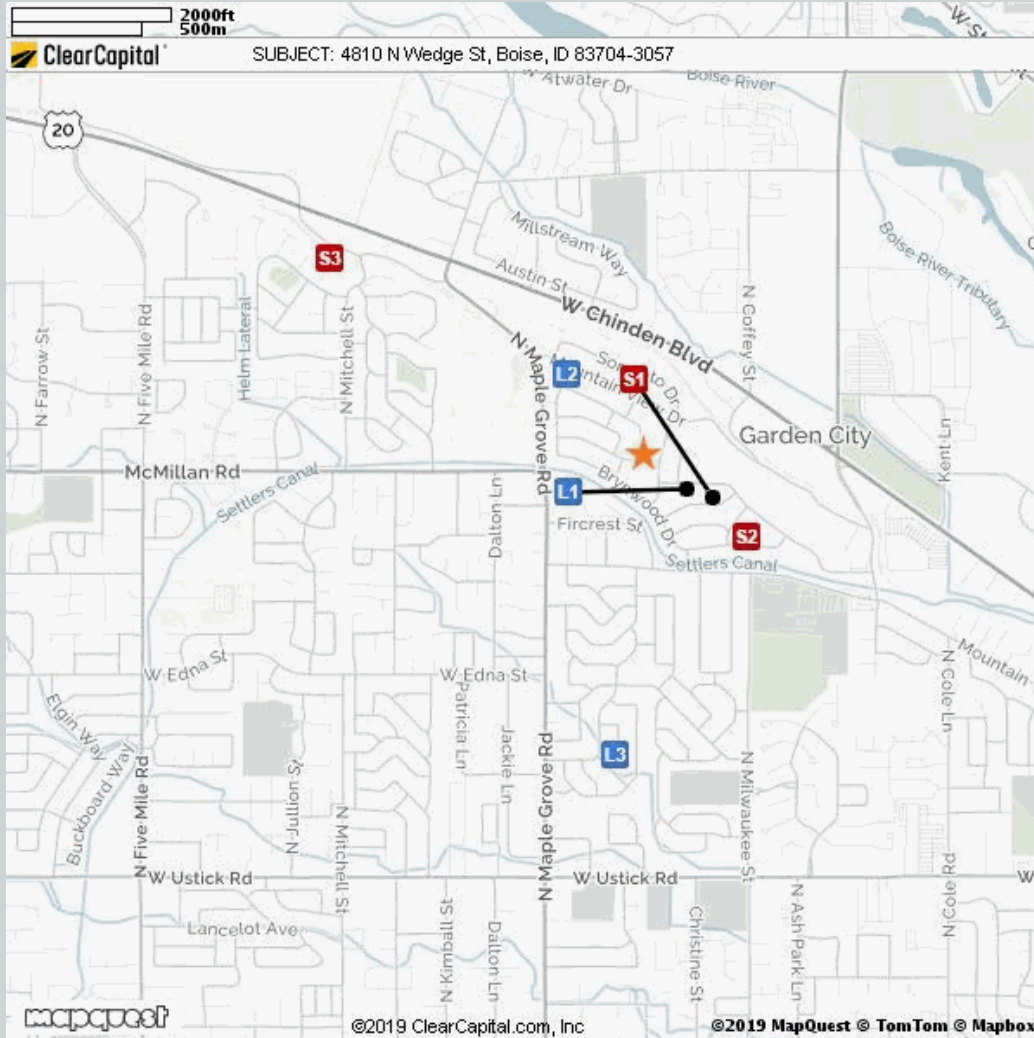 2000ft
500m
ClearCapital
SUBJECT: 4810 N Wedge St, Boise, ID 83704-3057
W Atwater Dr
Boise River
20
S3
Millstream Way
Austin St
W Chinden Blvd
Boise River Tributary
N Farrow St
N Five Mile Rd
Helm Lateral
N Mitchell St
N Coffey St
L2
S1
Mountain View Dr
N Maple Grove Rd
Garden City
Kent Ln
McMillan Rd
Settlers Canal
L1
Brynwood Dr
Dalton Ln
Fircrest St
S2
Settlers Canal
Mountain
W Edna St
W Edna St
Elgin Way
Patricia Ln
Jackie Ln
L3
N Cole Ln
Buckboard Way
N Five Mile Rd
N Mitchell St
N Maple Grove Rd
N Milwaukee St
W Ustick Rd
W Ustick Rd
W
Lancelot Ave
N Kimball St
Dalton Ln
Christine St
N Ash Park Ln
N Cole Rd
mapquest
©2019 ClearCapital.com, Inc
©2019 MapQuest © TomTom © Mapbox